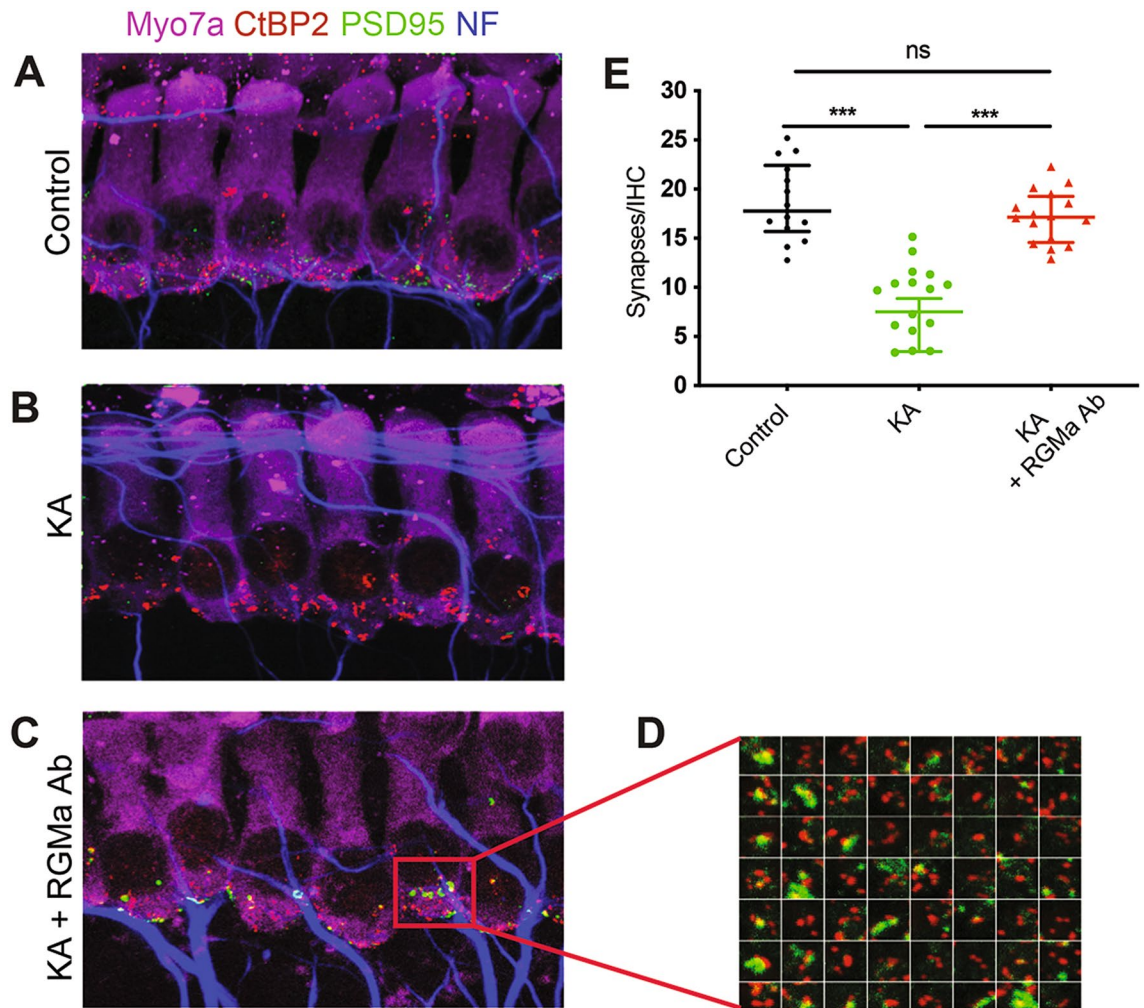 Myo7a CtBP2 PSD95 NF
A
Control
B
KA
C
KA + RGMa Ab
D
E
ns
***
***
Synapses/IHC
30
25
20
15
10
5
0
Control
KA
KA
+ RGMa Ab